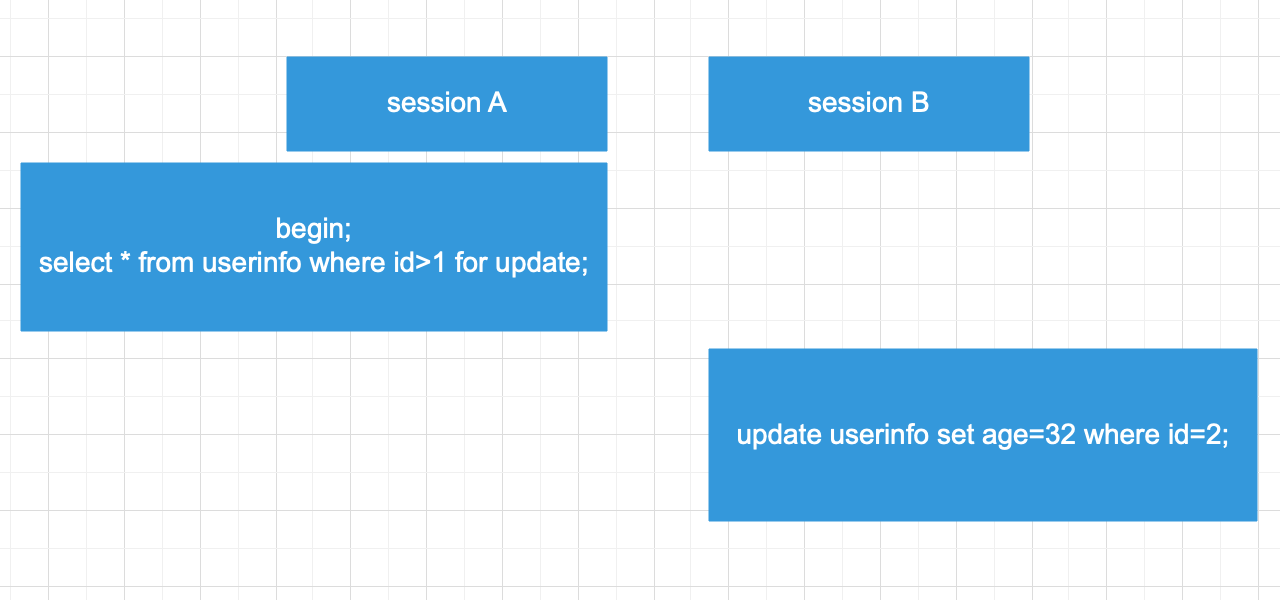 session A
session B
begin;
select * from userinfo where id>1 for update;
update userinfo set age=32 where id=2;